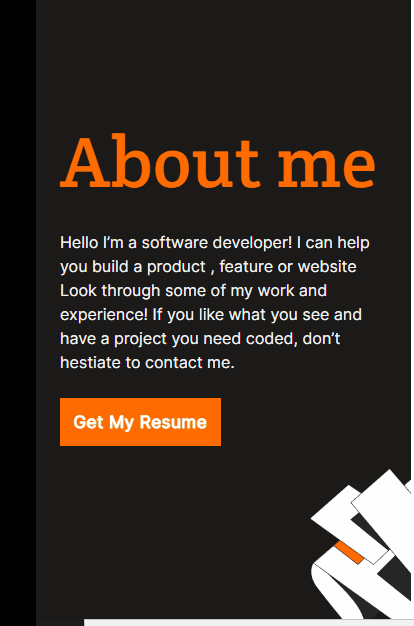 About me
Hello I’m a software developer! I can help
you build a product , feature or website
Look through some of my work and
experience! If you like what you see and
have a project you need coded, don’t
hestiate to contact me.
Get My Resume